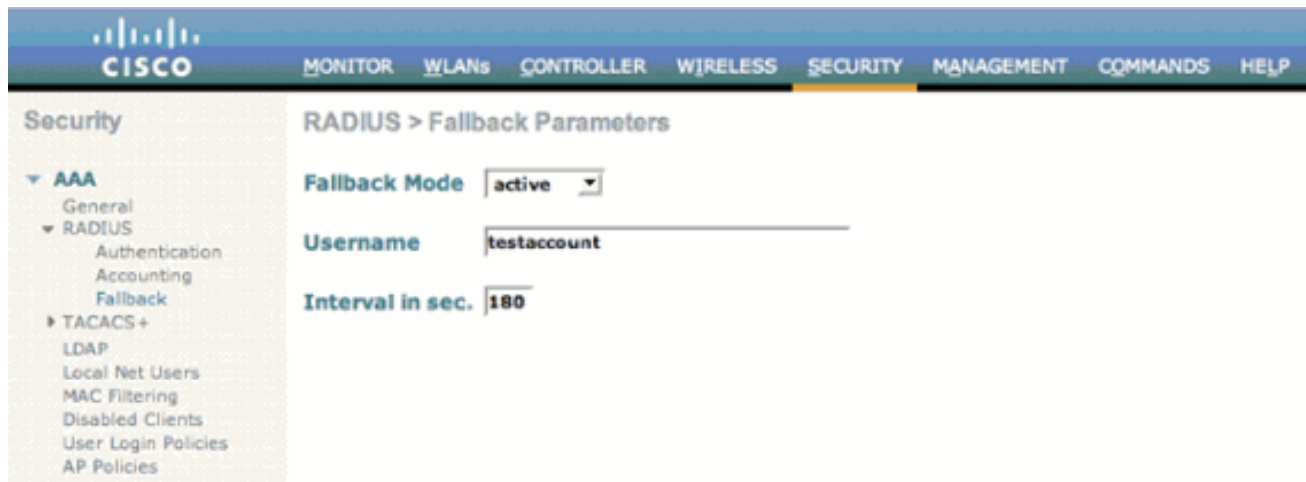 CISCO
MONITOR WLANs CONTROLLER WIRELESS SECURITY MANAGEMENT COMMANDS HELP
Security
AAA
General
RADIUS
Authentication
Accounting
Fallback
TACACS+
LDAP
Local Net Users
MAC Filtering
Disabled Clients
User Login Policies
AP Policies
RADIUS > Fallback Parameters
Fallback Mode active
Username testaccount
Interval in sec. 180